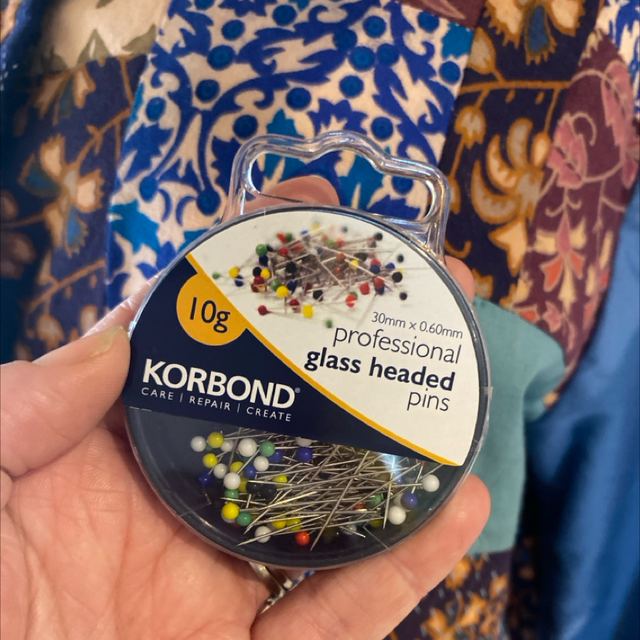 10g
30mm x 0.60mm
professional
glass headed
pins
KORBOND®
CARE | REPAIR | CREATE